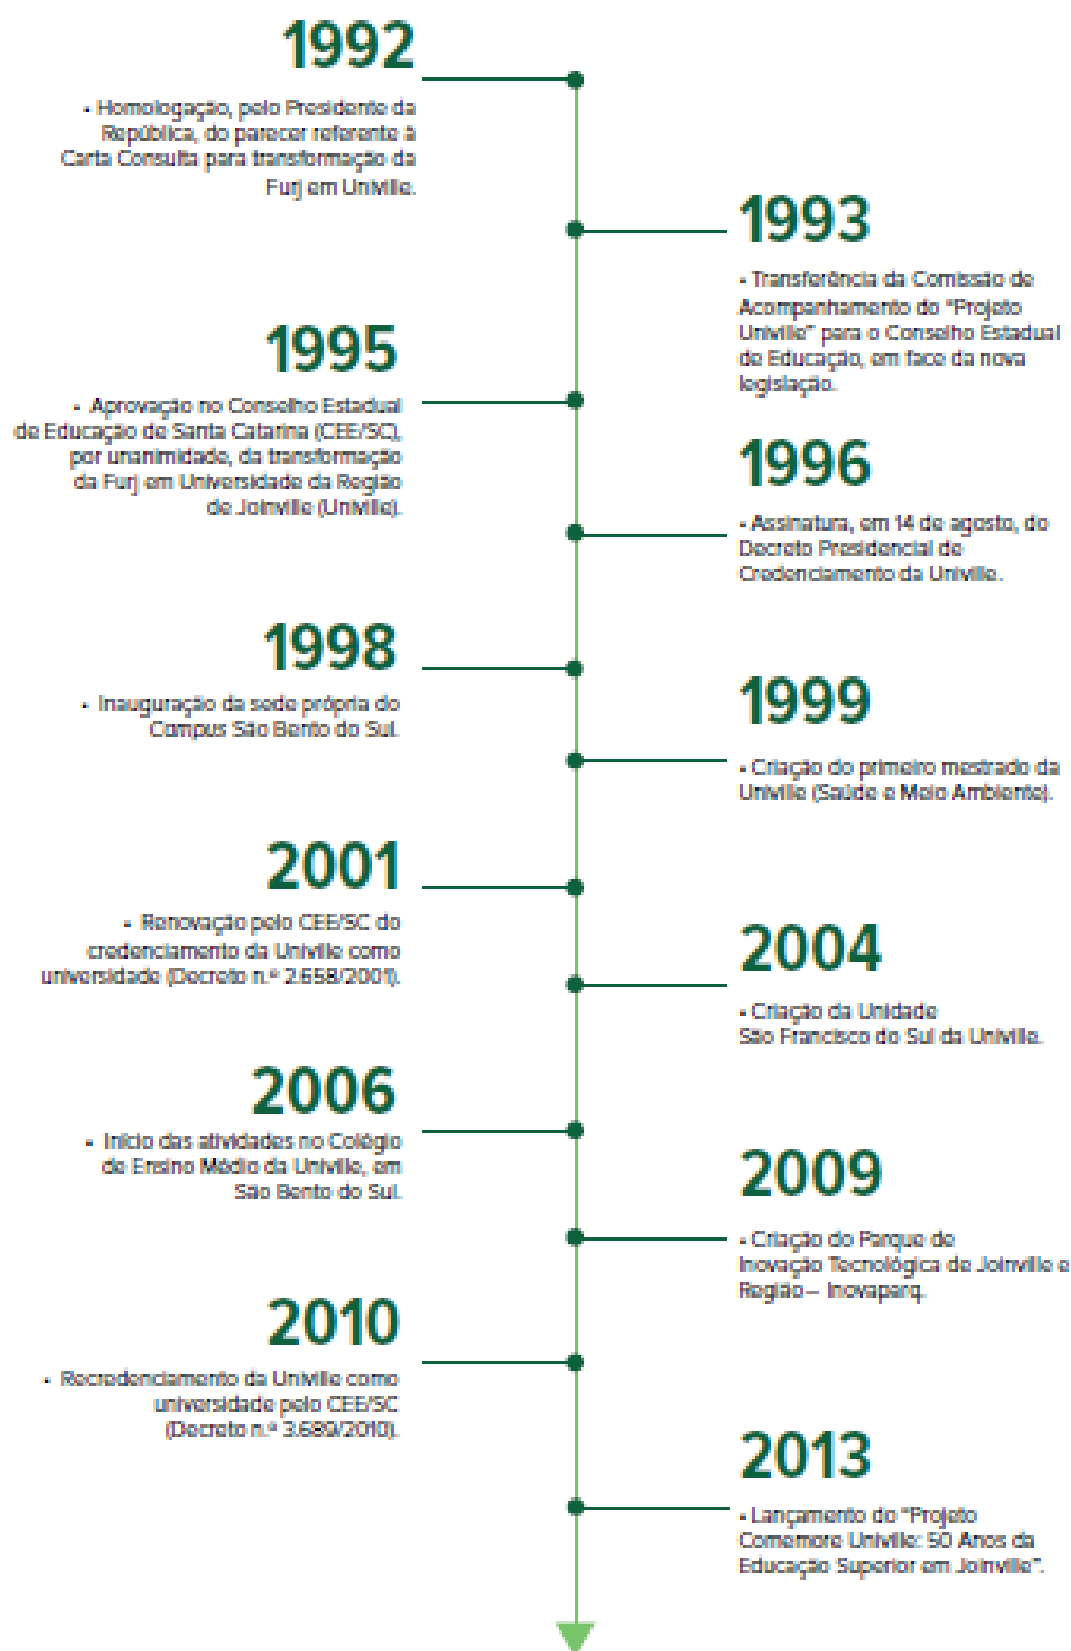 1992
• Homologação, pelo Presidente da
República, do parecer referente à
Carta Consulta para transformação da
Furj em Univille.
1993
• Transferência da Comissão de
Acompanhamento do "Projeto
Univille" para o Conselho Estadual
de Educação, em face da nova
legislação.
1995
• Aprovação no Conselho Estadual
de Educação de Santa Catarina (CEE/SC),
por unanimidade, da transformação
da Furj em Universidade da Região
de Joinville (Univille).
1996
• Assinatura, em 14 de agosto, do
Decreto Presidencial de
Credenciamento da Univille.
1998
• Inauguração da sede própria do
Campus São Bento do Sul.
1999
• Criação do primeiro mestrado da
Univille (Saúde e Meio Ambiente).
2001
• Renovação pelo CEE/SC do
credenciamento da Univille como
universidade (Decreto n.º 2.658/2001).
2004
• Criação da Unidade
São Francisco do Sul da Univille.
2006
• Início das atividades no Colégio
de Ensino Médio da Univille, em
São Bento do Sul.
2009
• Criação do Parque de
Inovação Tecnológica de Joinville e
Região – Inovaparq.
2010
• Recredenciamento da Univille como
universidade pelo CEE/SC
(Decreto n.º 3.689/2010).
2013
• Lançamento do "Projeto
Comemore Univille: 50 Anos da
Educação Superior em Joinville".